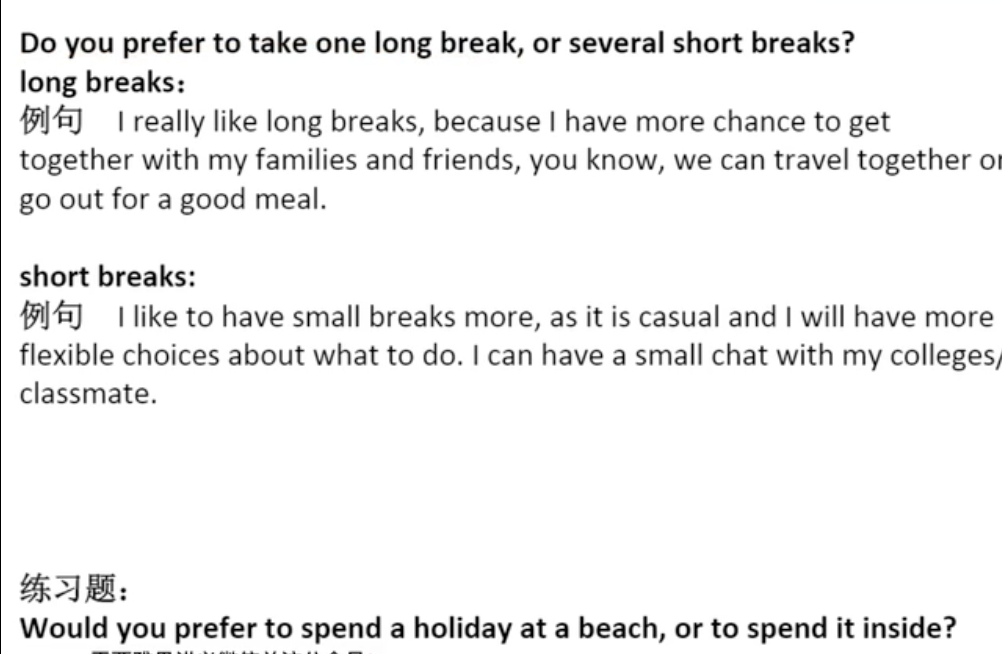 Do you prefer to take one long break, or several short breaks?
long breaks：
例句 I really like long breaks, because I have more chance to get
together with my families and friends, you know, we can travel together or
go out for a good meal.
short breaks:
例句 I like to have small breaks more, as it is casual and I will have more
flexible choices about what to do. I can have a small chat with my colleges/
classmate.
练习题：
Would you prefer to spend a holiday at a beach, or to spend it inside?